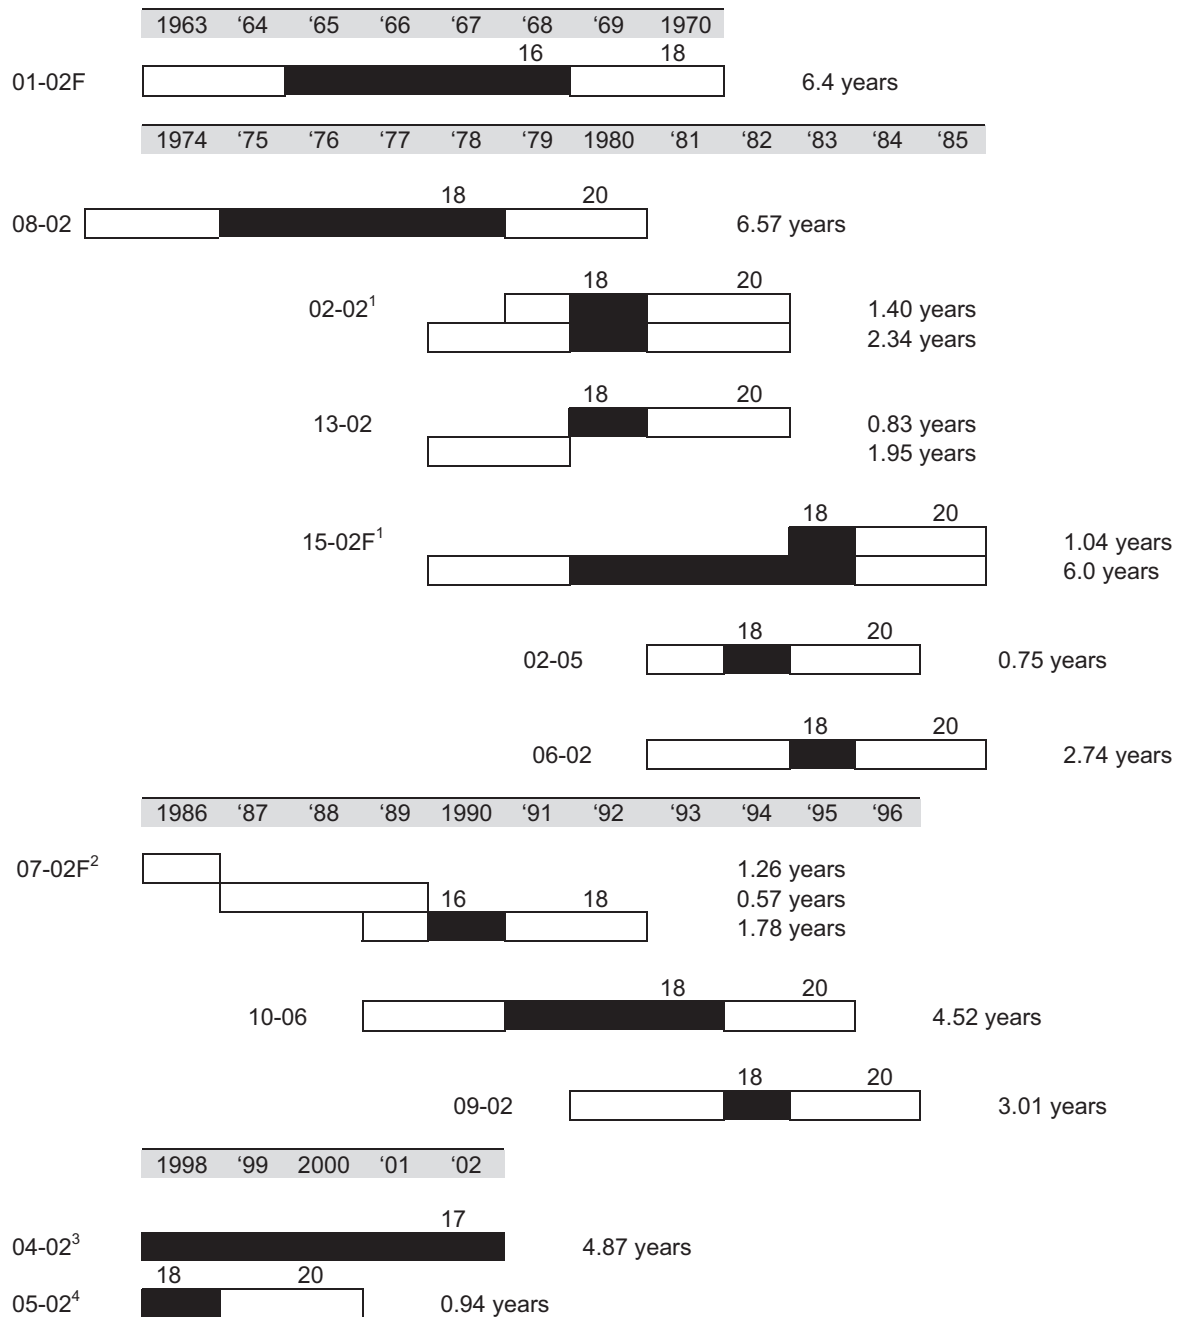 1963 ‘64 ‘65 ‘66 ‘67 ‘68 ‘69 1970
16 18
01-02F 6.4 years
1974 ‘75 ‘76 ‘77 ‘78 ‘79 1980 ‘81 ‘82 ‘83 ‘84 ‘85
18 20
08-02 6.57 years
18 20
02-02¹ 1.40 years
2.34 years
18 20
13-02 0.83 years
1.95 years
18 20
15-02F¹ 1.04 years
6.0 years
18 20
02-05 0.75 years
18 20
06-02 2.74 years
1986 ‘87 ‘88 ‘89 1990 ‘91 ‘92 ‘93 ‘94 ‘95 ‘96
07-02F² 1.26 years
16 18 0.57 years
1.78 years
18 20
10-06 4.52 years
18 20
09-02 3.01 years
1998 ‘99 2000 ‘01 ‘02
17
04-02³ 4.87 years
18 20
05-02⁴ 0.94 years